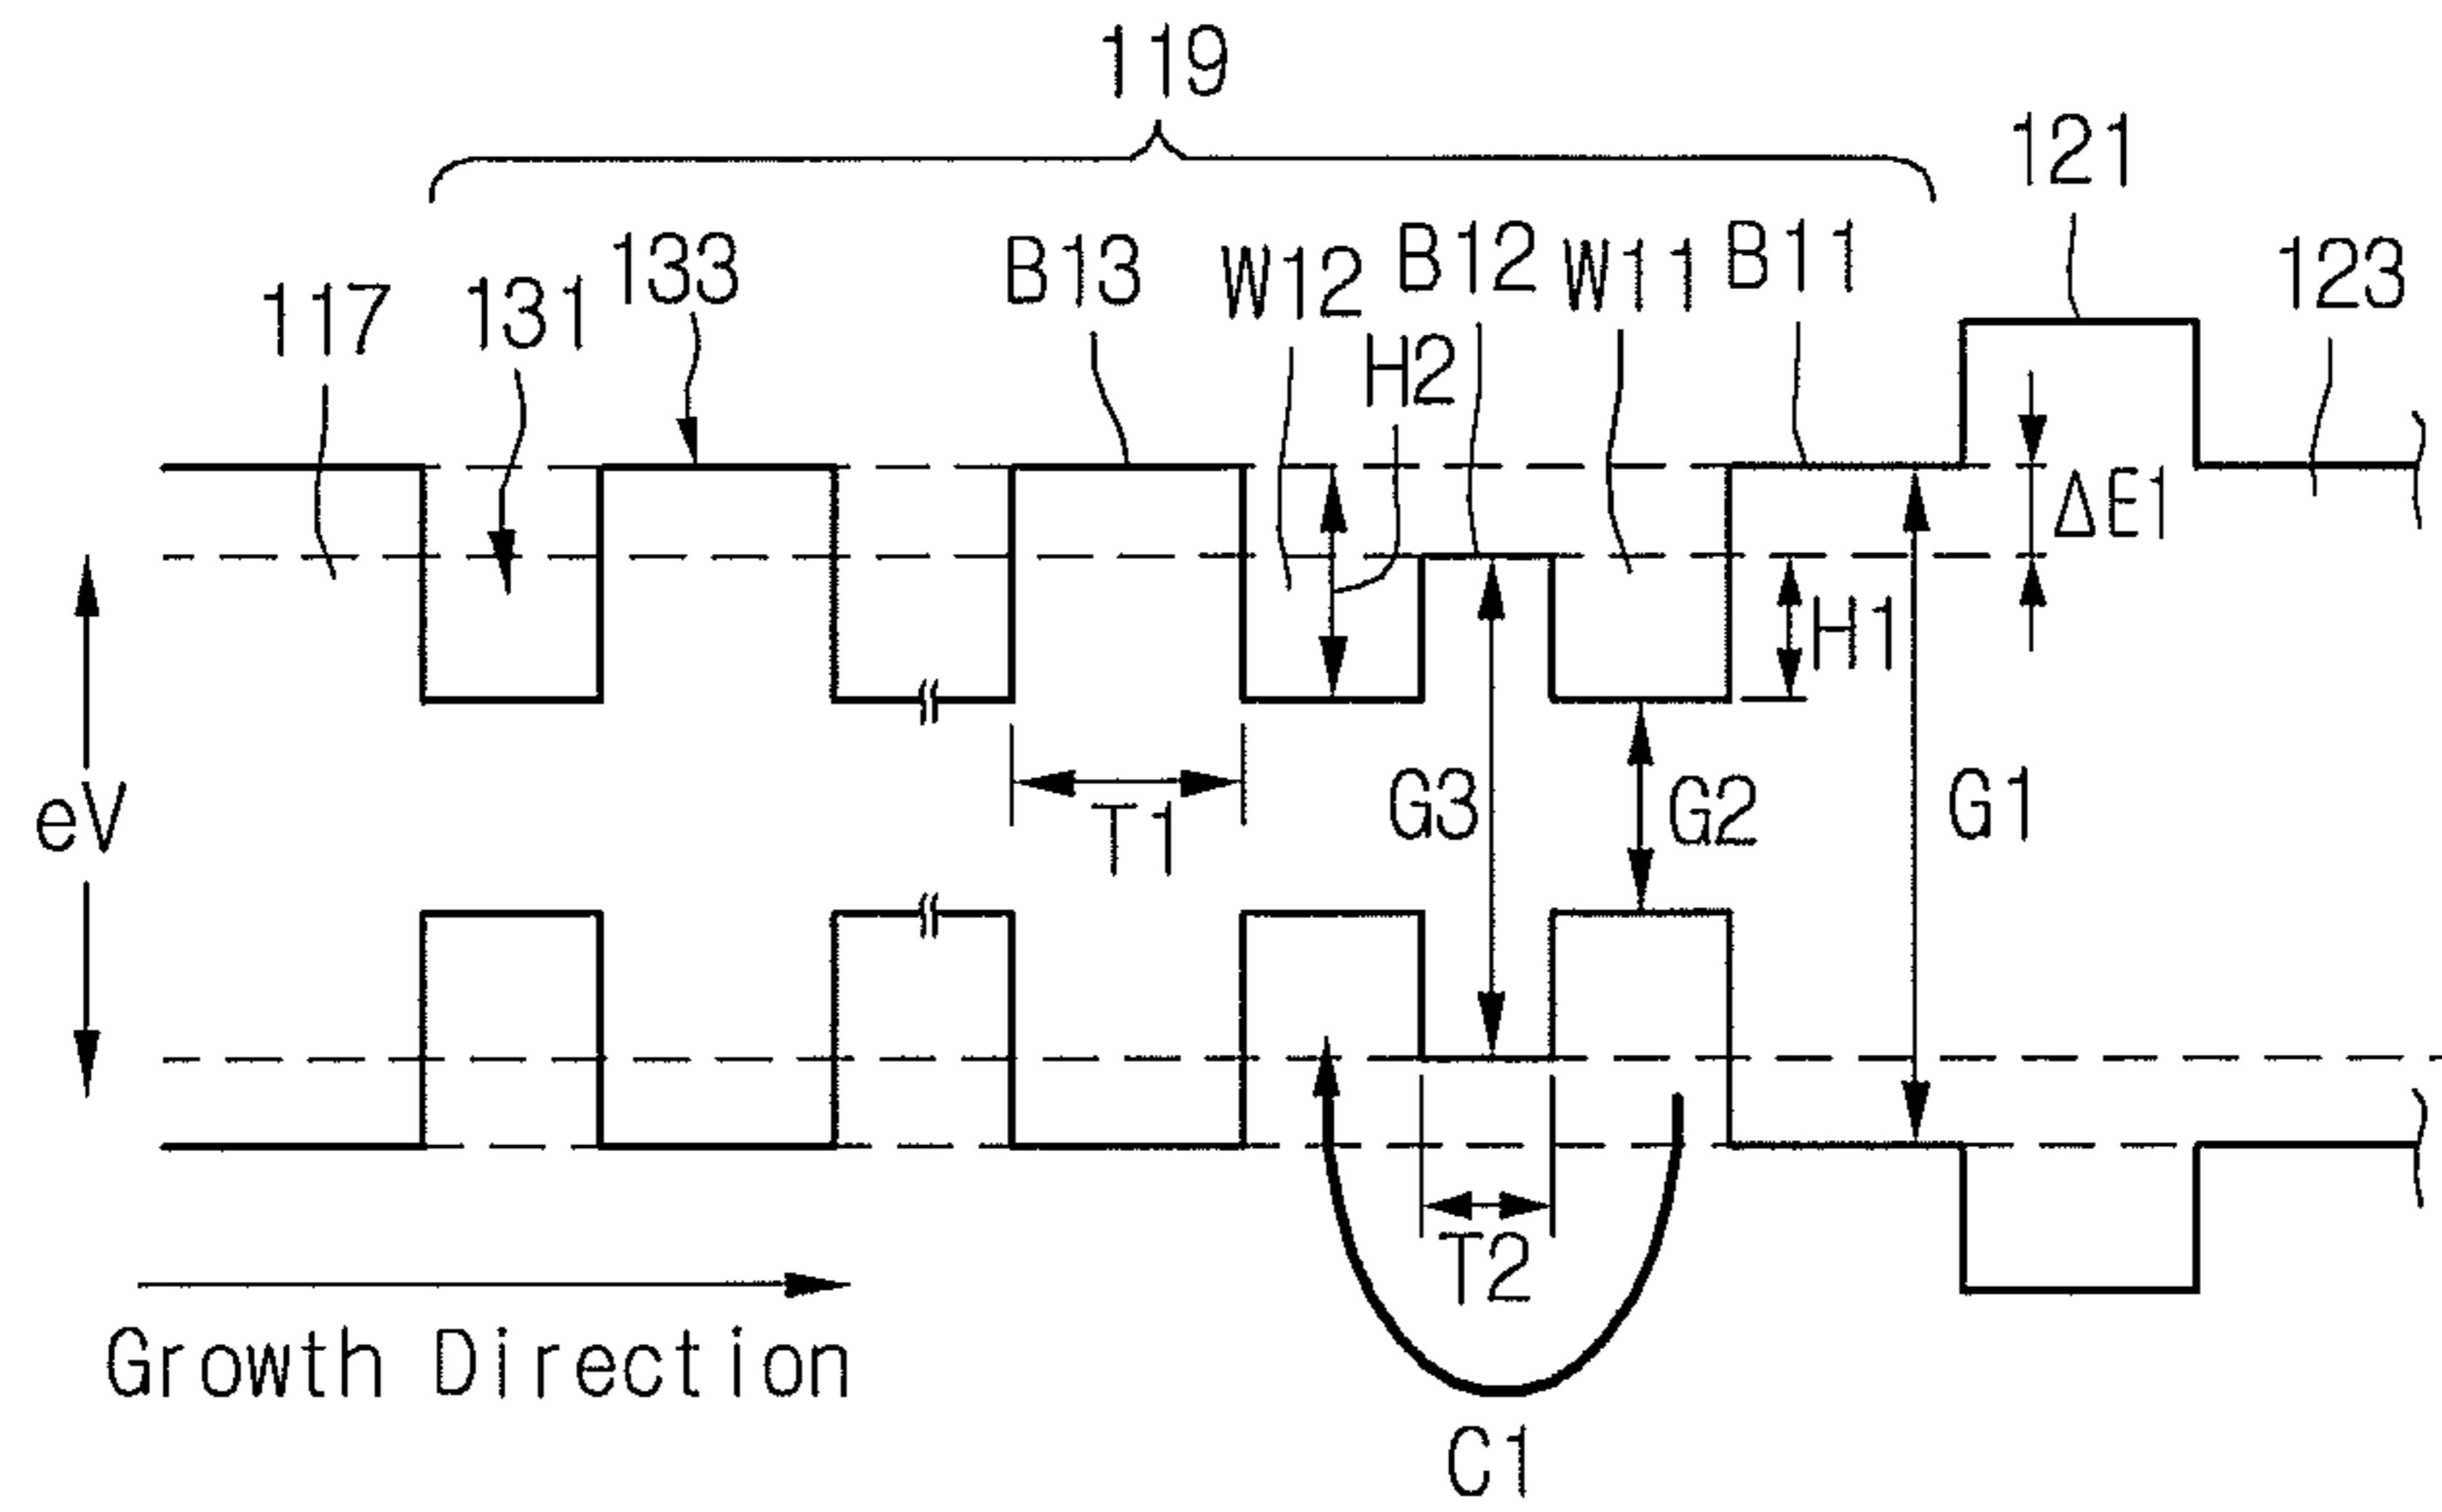 119
121
117
131
133
B13
W12
H2
B12
W11
B11
123
ΔE1
H1
eV
T1
G3
G2
G1
T2
Growth Direction
C1